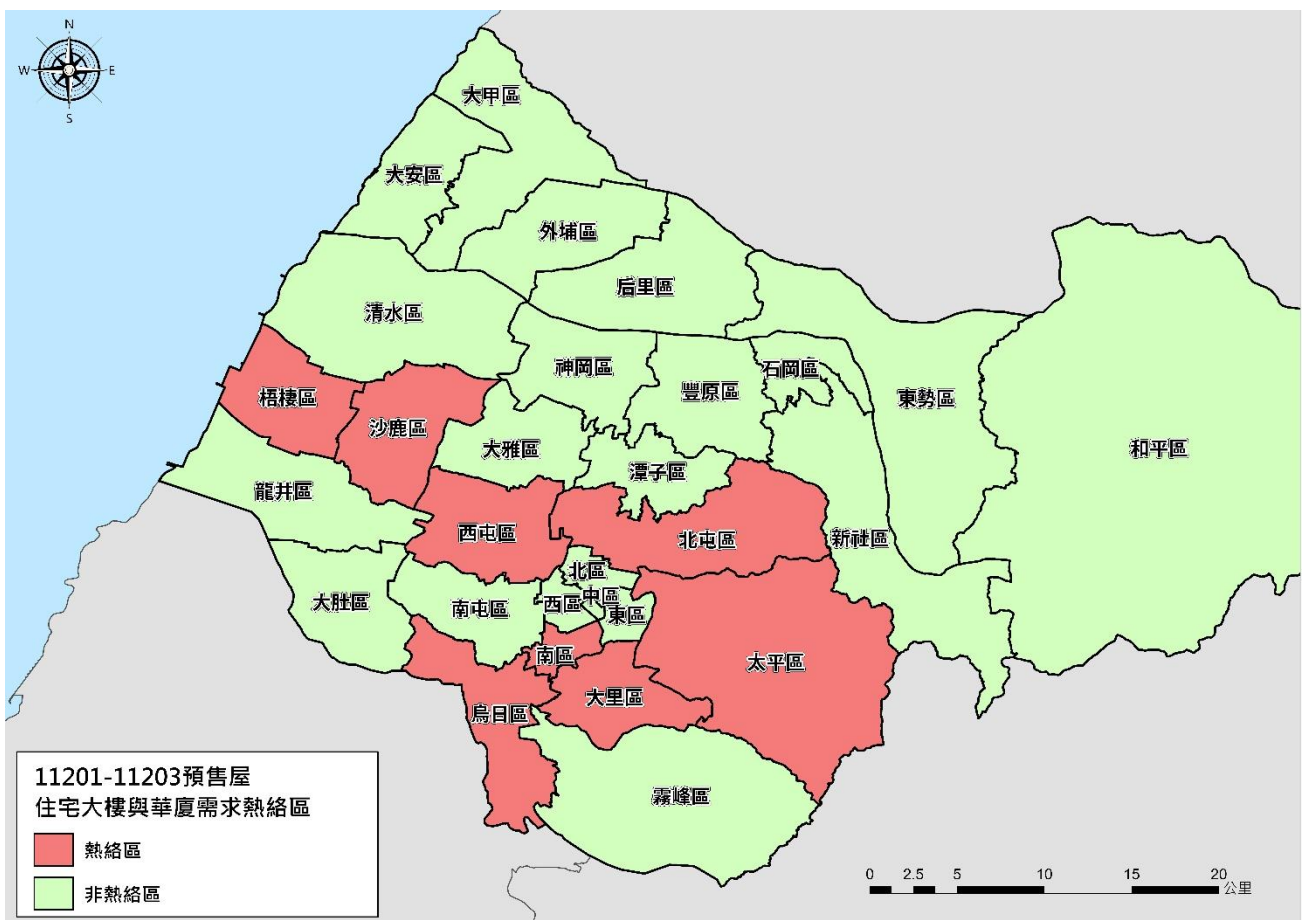 N
W E
S
大甲區
大安區
外埔區
后里區
清水區
神岡區
豐原區
石岡區
東勢區
和平區
梧棲區
沙鹿區
大雅區
潭子區
龍井區
西屯區
北屯區
新社區
北區
中區
西區
東區
南屯區
大肚區
南區
太平區
大里區
烏日區
霧峰區
11201-11203預售屋
住宅大樓與華廈需求熱絡區
熱絡區
非熱絡區
0 2.5 5 10 15 20
公里